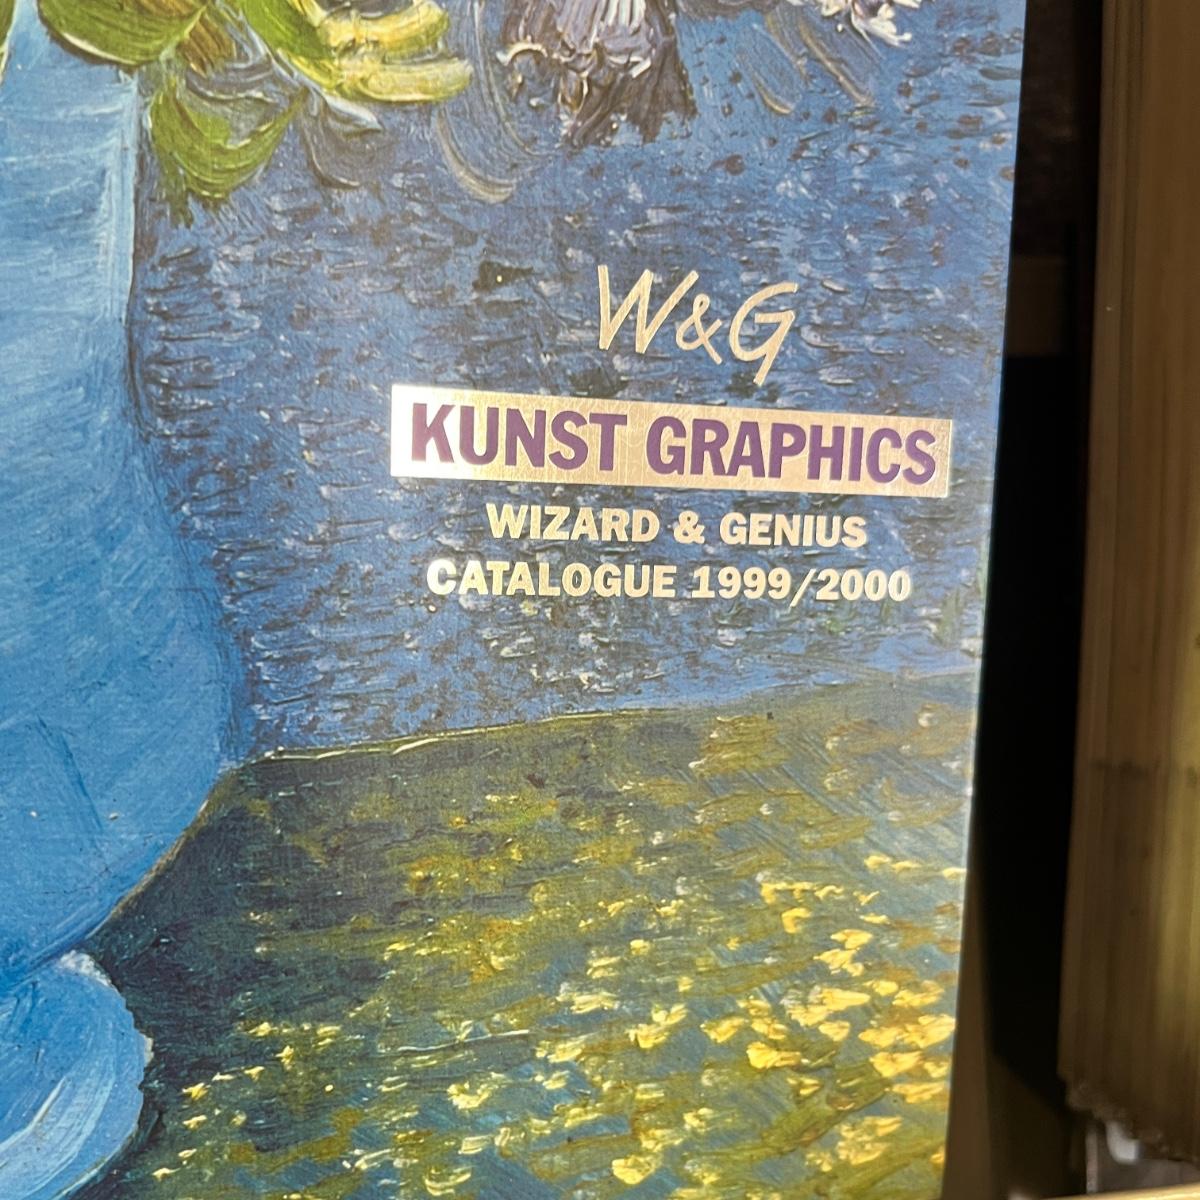 W&G
KUNST GRAPHICS
WIZARD & GENIUS
CATALOGUE 1999/2000